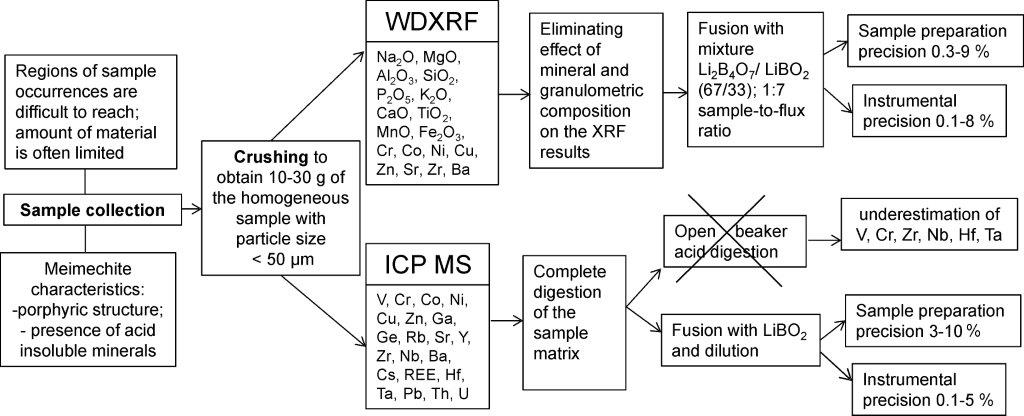 Regions of sample
occurrences are
difficult to reach;
amount of material
is often limited
Sample collection
Meimechite
characteristics:
-porphyric structure;
- presence of acid
insoluble minerals
Crushing to
obtain 10-30 g of
the homogeneous
sample with
particle size
< 50 µm
WDXRF
Na₂O, MgO,
Al₂O₃, SiO₂,
P₂O₅, K₂O,
CaO, TiO₂,
MnO, Fe₂O₃,
Cr, Co, Ni, Cu,
Zn, Sr, Zr, Ba
Eliminating
effect of
mineral and
granulometric
composition
on the XRF
results
Fusion with
mixture
Li₂B₄O₇/ LiBO₂
(67/33); 1:7
sample-to-flux
ratio
Sample preparation
precision 0.3-9 %
Instrumental
precision 0.1-8 %
ICP MS
V, Cr, Co, Ni,
Cu, Zn, Ga,
Ge, Rb, Sr, Y,
Zr, Nb, Ba,
Cs, REE, Hf,
Ta, Pb, Th, U
Complete
digestion
of the
sample
matrix
Open beaker
acid digestion
underestimation of
V, Cr, Zr, Nb, Hf, Ta
Fusion with LiBO₂
and dilution
Sample preparation
precision 3-10 %
Instrumental
precision 0.1-5 %